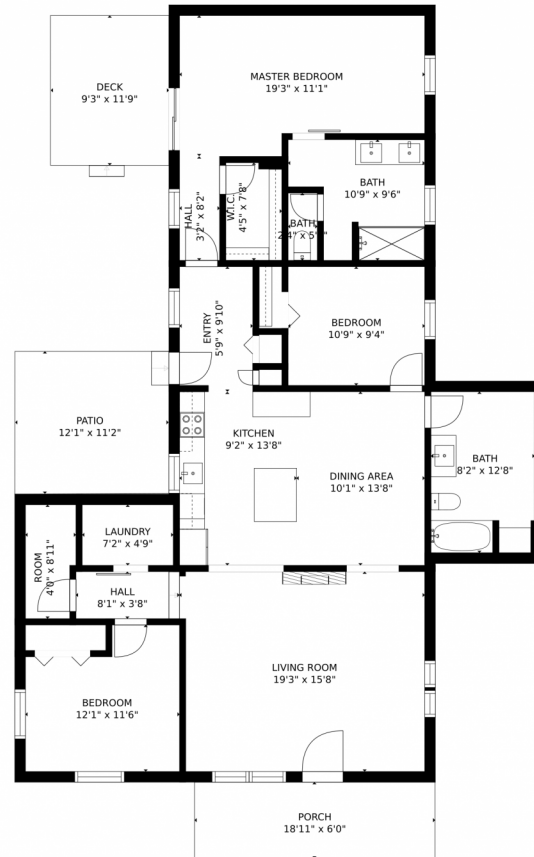 DECK
9'3" x 11'9"
MASTER BEDROOM
19'3" x 11'1"
HALL
3'2" x 8'2"
W.I.C.
4'5" x 7'8"
BATH
10'9" x 9'6"
BATH
ENTRY
5'9" x 9'10"
BEDROOM
10'9" x 9'4"
PATIO
12'1" x 11'2"
KITCHEN
9'2" x 13'8"
DINING AREA
10'1" x 13'8"
BATH
8'2" x 12'8"
ROOM
4'0" x 8'11"
LAUNDRY
7'2" x 4'9"
HALL
8'1" x 3'8"
BEDROOM
12'1" x 11'6"
LIVING ROOM
19'3" x 15'8"
PORCH
18'11" x 6'0"